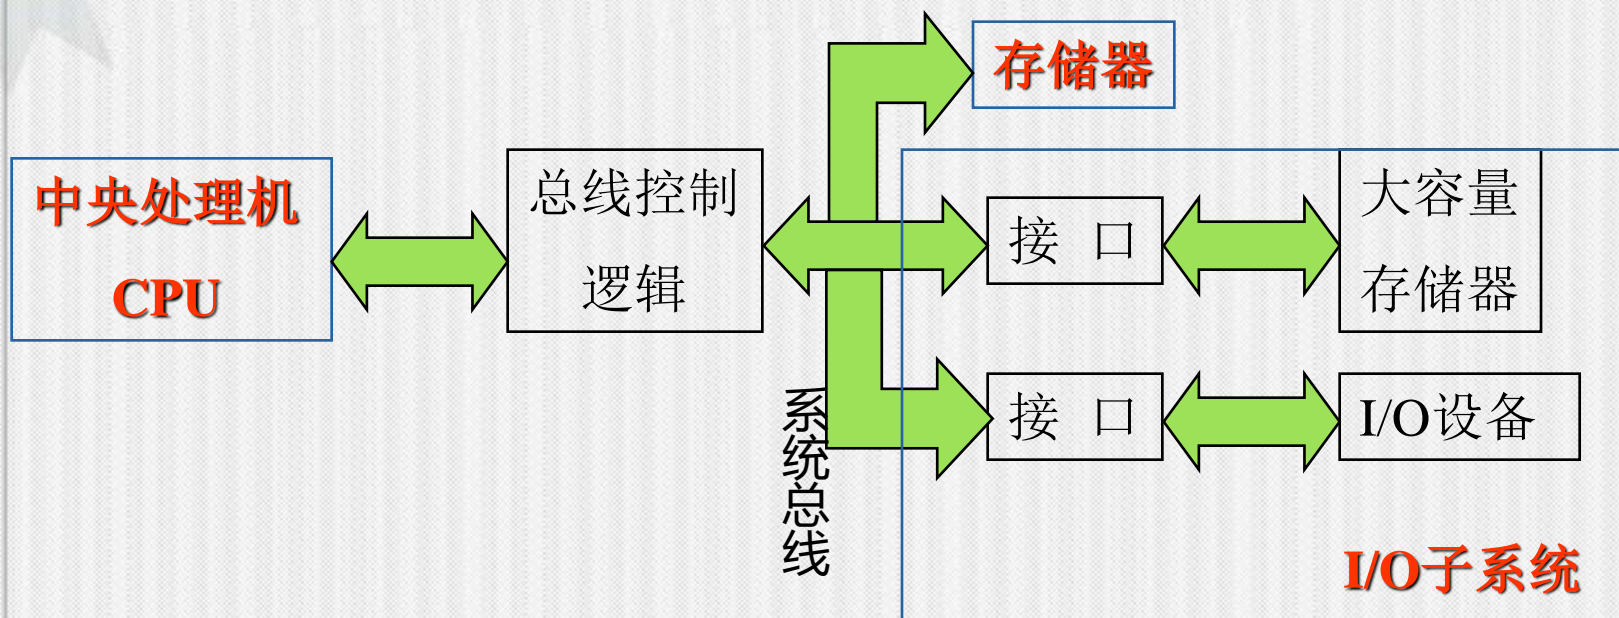 存储器
中央处理机
CPU
总线控制
逻辑
接 口
大容量
存储器
系统总线
接 口
I/O设备
I/O子系统